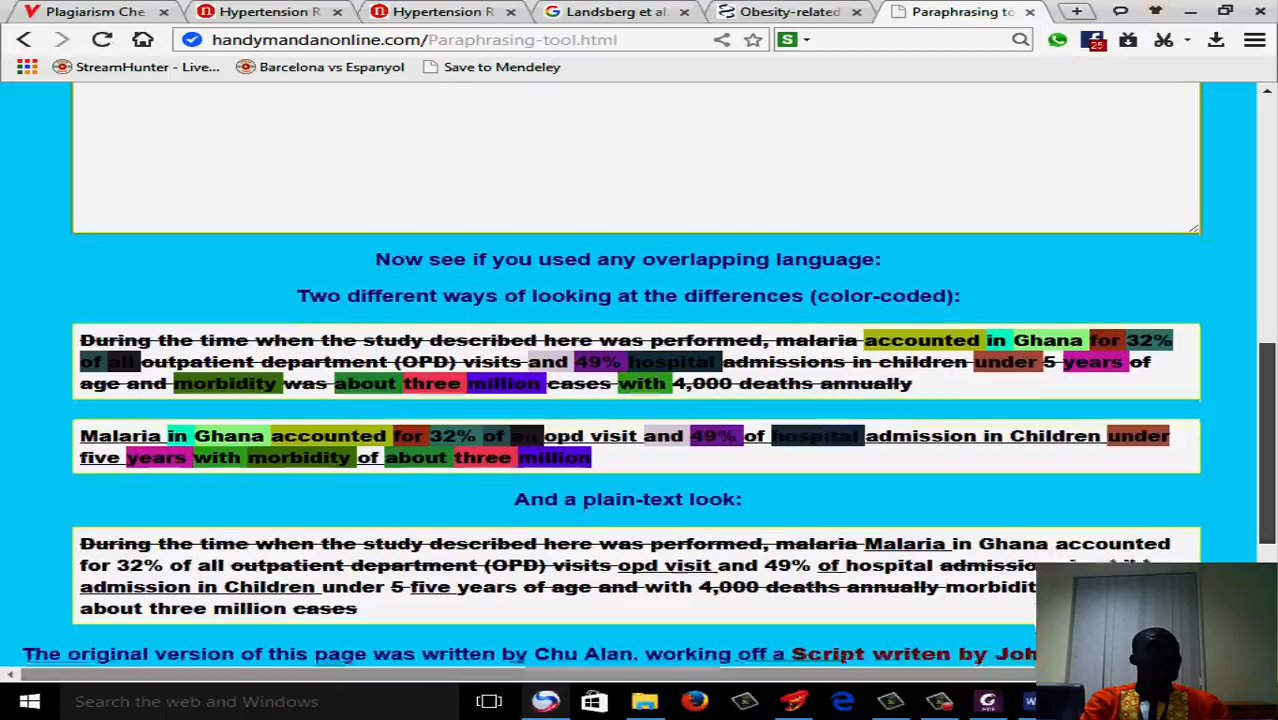 Plagiarism Che
Hypertension R
Hypertension R
Landsberg et al.
Obesity-related
Paraphrasing to
handymandanonline.com/Paraphrasing-tool.html
S
25
StreamHunter - Live...
Barcelona vs Espanyol
Save to Mendeley
Now see if you used any overlapping language:
Two different ways of looking at the differences (color-coded):
During the time when the study described here was performed, malaria accounted in Ghana for 32%
of all outpatient department (OPD) visits and 49% hospital admissions in children under 5 years of
age and morbidity was about three million cases with 4,000 deaths annually
Malaria in Ghana accounted for 32% of all opd visit and 49% of hospital admission in Children under
five years with morbidity of about three million
And a plain-text look:
During the time when the study described here was performed, malaria Malaria in Ghana accounted
for 32% of all outpatient department (OPD) visits opd visit and 49% of hospital
admission in Children under 5 five years of age and with 4,000 deaths annually
about three million cases
The original version of this page was written by Chu Alan. working off a Script writen by
Search the web and Windows